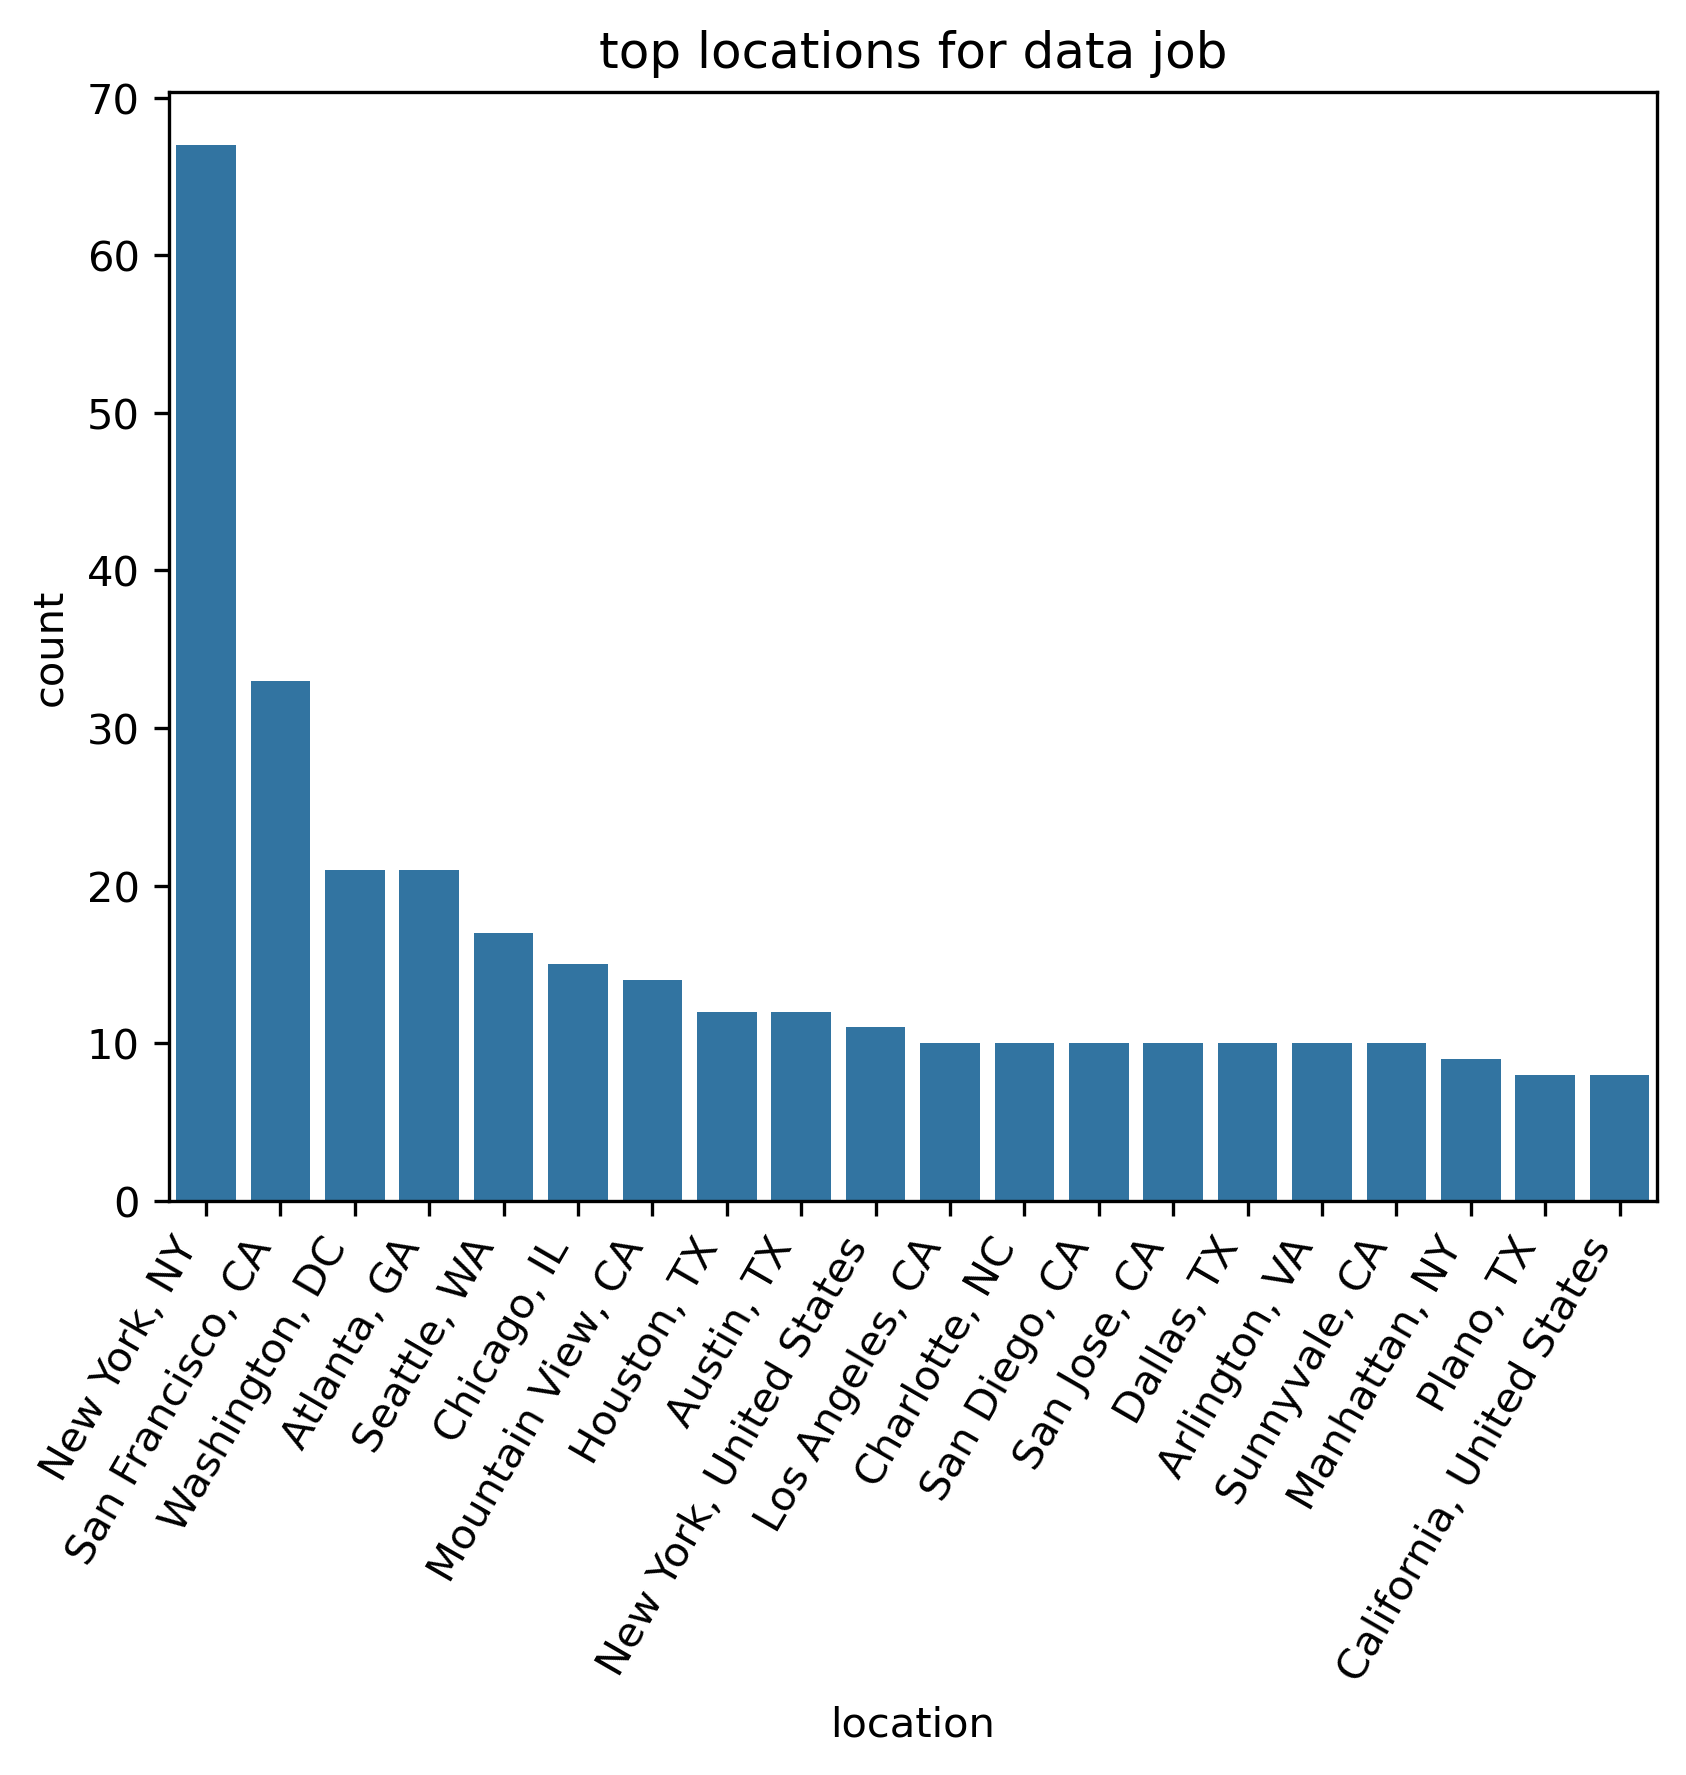 top locations for data job
70
60
50
40
30
20
10
0
count
New York, NY
San Francisco, CA
Washington, DC
Atlanta, GA
Seattle, WA
Chicago, IL
Mountain View, CA
Houston, TX
Austin, TX
New York, United States
Los Angeles, CA
Charlotte, NC
San Diego, CA
San Jose, CA
Dallas, TX
Arlington, VA
Sunnyvale, CA
Manhattan, NY
Plano, TX
California, United States
location